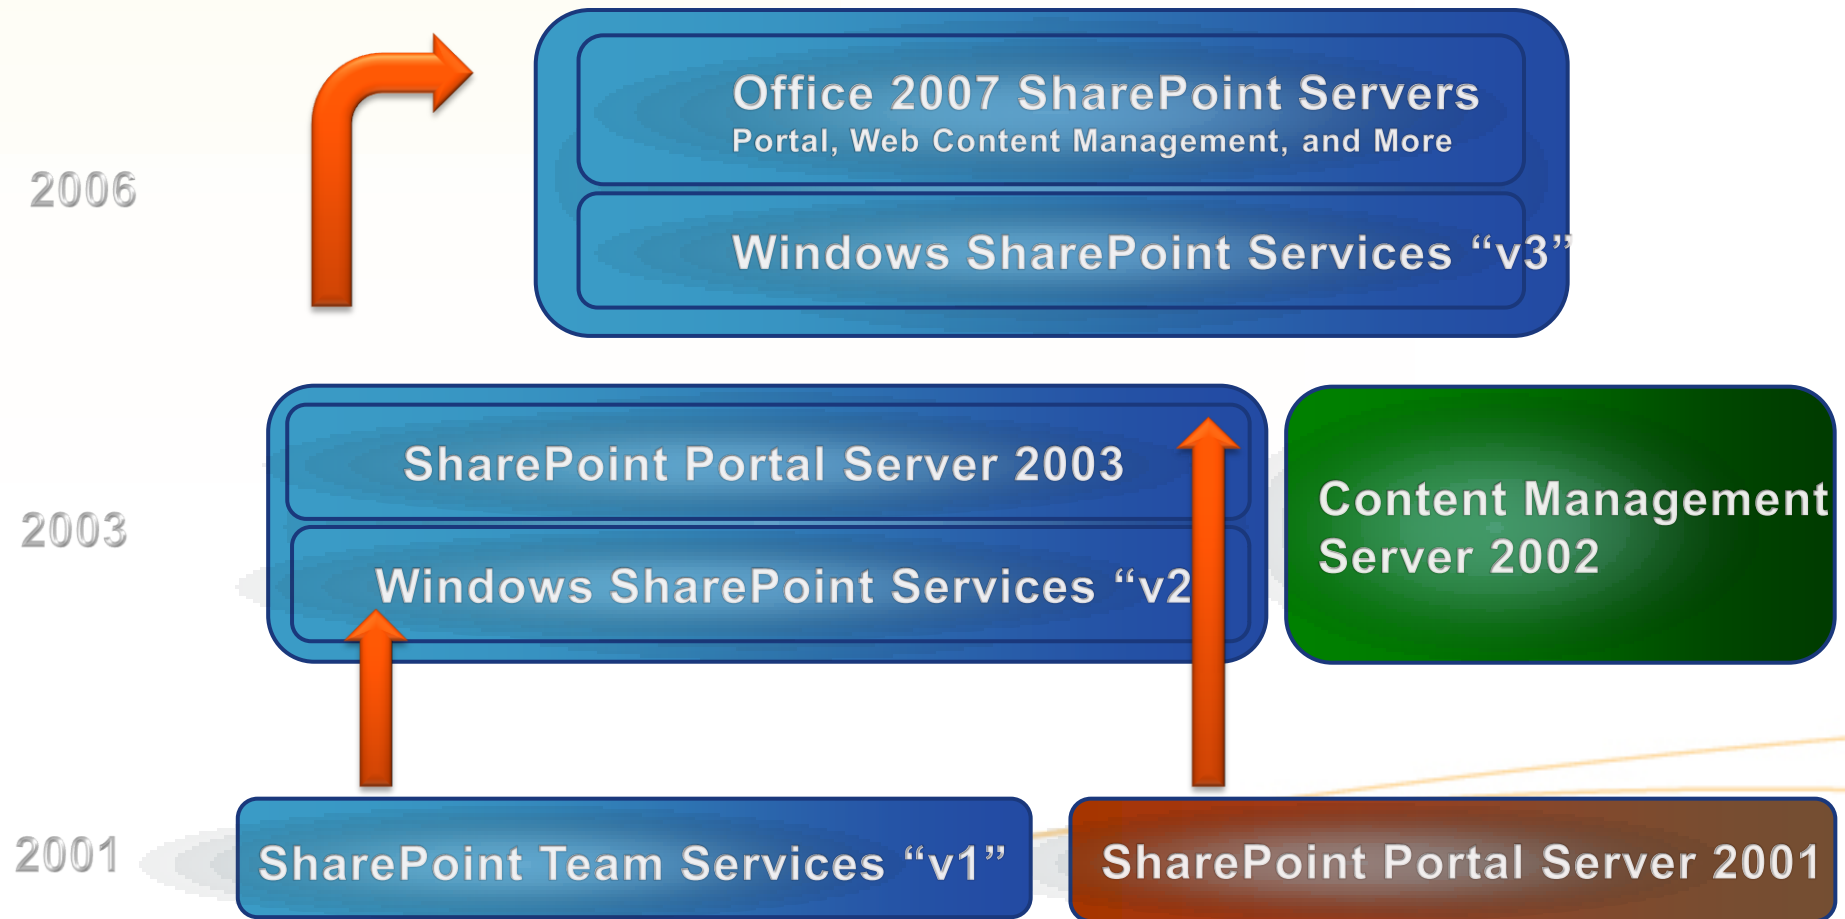 Office 2007 SharePoint Servers
Portal, Web Content Management, and More
2006
Windows SharePoint Services “v3”
SharePoint Portal Server 2003
Content Management
Server 2002
2003
Windows SharePoint Services “v2
2001
SharePoint Team Services “v1”
SharePoint Portal Server 2001